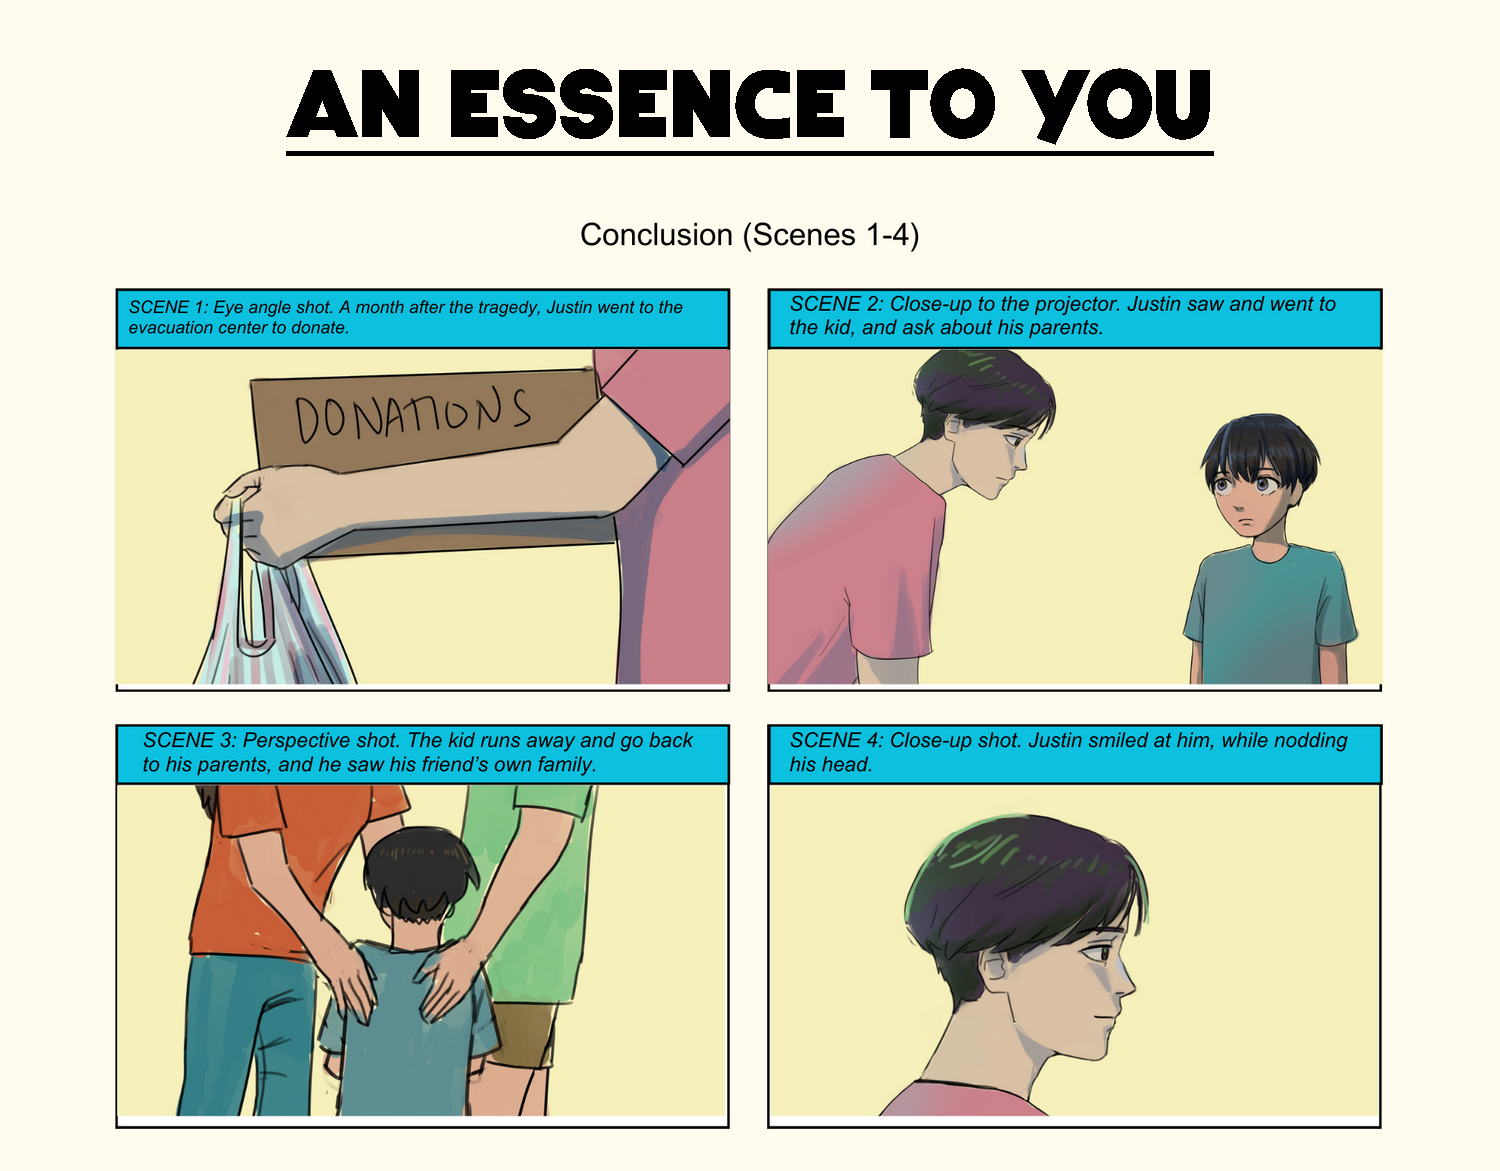 AN ESSENCE TO YOU
Conclusion (Scenes 1-4)
SCENE 1: Eye angle shot. A month after the tragedy, Justin went to the
evacuation center to donate.
DONATIONS
SCENE 2: Close-up to the projector. Justin saw and went to
the kid, and ask about his parents.
SCENE 3: Perspective shot. The kid runs away and go back
to his parents, and he saw his friend's own family.
SCENE 4: Close-up shot. Justin smiled at him, while nodding
his head.